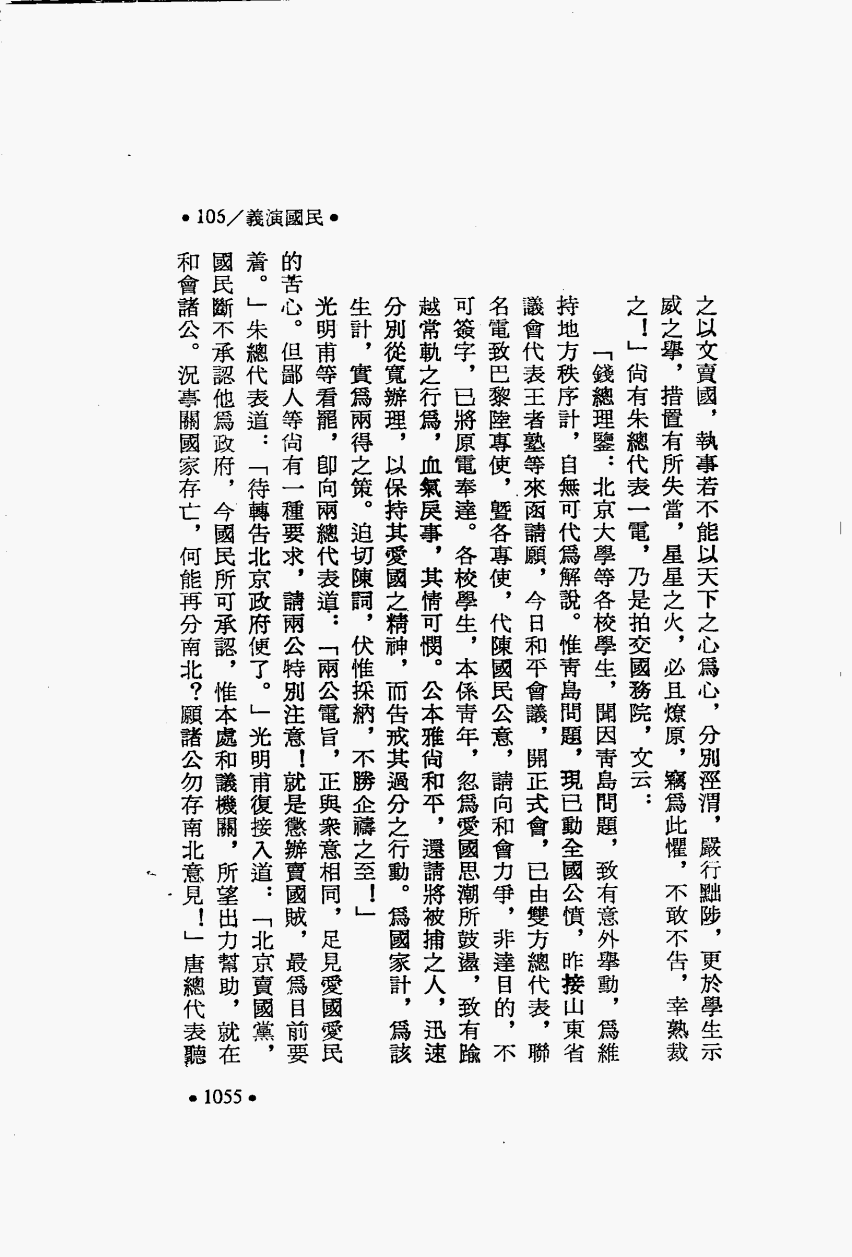 •105/義演國民•
之以文賣國，執事若不能以天下之心爲心，分別涇渭，嚴行黜陟，更於學生示
威之舉，措置有所失當，星星之火，必且燎原，竊爲此懼，不敢不告，幸熟裁
之！」尙有朱總代表一電，乃是拍交國務院，文云：
「錢總理鑒：北京大學等各校學生，聞因靑島問題，致有意外舉動，爲維
持地方秩序計，自無可代爲解說。惟靑島問題，現已動全國公憤，昨接山東省
議會代表王者塾等來函請願，今日和平會議，開正式會，已由雙方總代表，聯
名電致巴黎陸專使，曁各專使，代陳國民公意，請向和會力爭，非達目的，不
可簽字，已將原電奉達。各校學生，本係靑年，忽爲愛國思潮所鼓盪，致有踰
越常軌之行爲，血氣戾事，其情可憫。公本雅尙和平，還請將被捕之人，迅速
分別從寬辦理，以保持其愛國之精神，而告戒其過分之行動。爲國家計，爲該
生計，實爲兩得之策。迫切陳詞，伏惟採納，不勝企禱之至！」
光明甫等看罷，卽向兩總代表道：「兩公電旨，正與衆意相同，足見愛國愛民
的苦心。但鄙人等尙有一種要求，請兩公特別注意！就是懲辦賣國賊，最爲目前要
着。」朱總代表道：「待轉告北京政府便了。」光明甫復接入道：「北京賣國黨，
國民斷不承認他爲政府，今國民所可承認，惟本處和議機關，所望出力幫助，就在
和會諸公。況事關國家存亡，何能再分南北？願諸公勿存南北意見！」唐總代表聽
•1055•